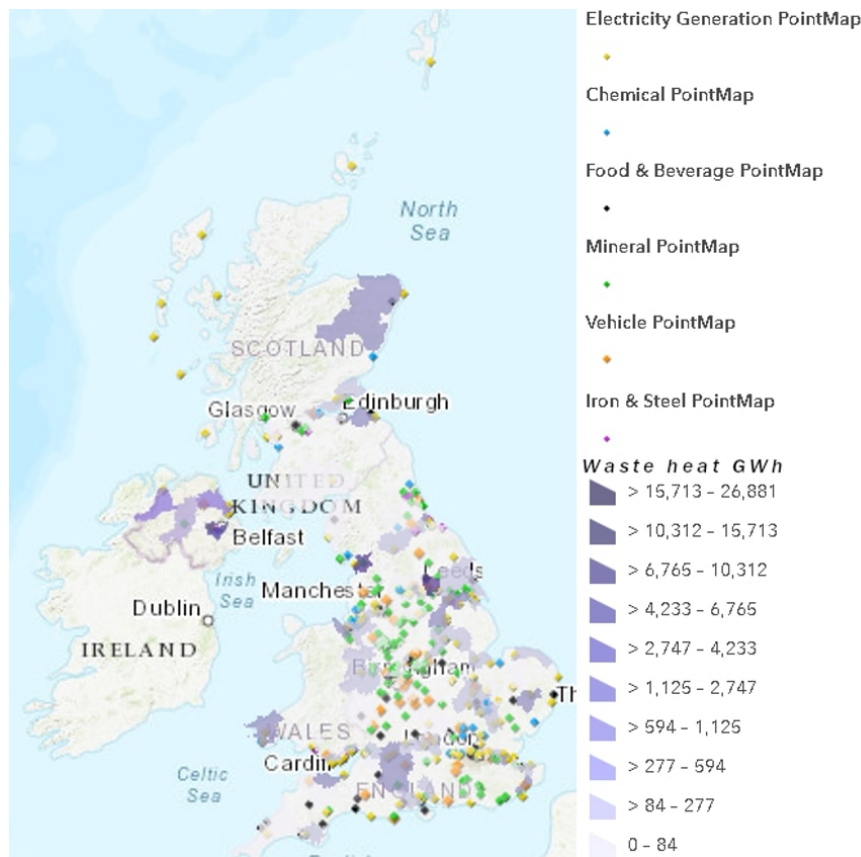 Electricity Generation PointMap
Chemical PointMap
Food & Beverage PointMap
Mineral PointMap
Vehicle PointMap
Iron & Steel PointMap
Waste heat GWh
> 15,713 - 26,881
> 10,312 - 15,713
> 6,765 - 10,312
> 4,233 - 6,765
> 2,747 - 4,233
> 1,125 - 2,747
> 594 - 1,125
> 277 - 594
> 84 - 277
0 - 84
North
Sea
SCOTLAND
Glasgow
Edinburgh
UNITED
KINGDOM
Belfast
Irish
Sea
Manchester
Leeds
Dublin
IRELAND
Birmingham
Th
WALES
London
Cardiff
Celtic
Sea
ENGLAND